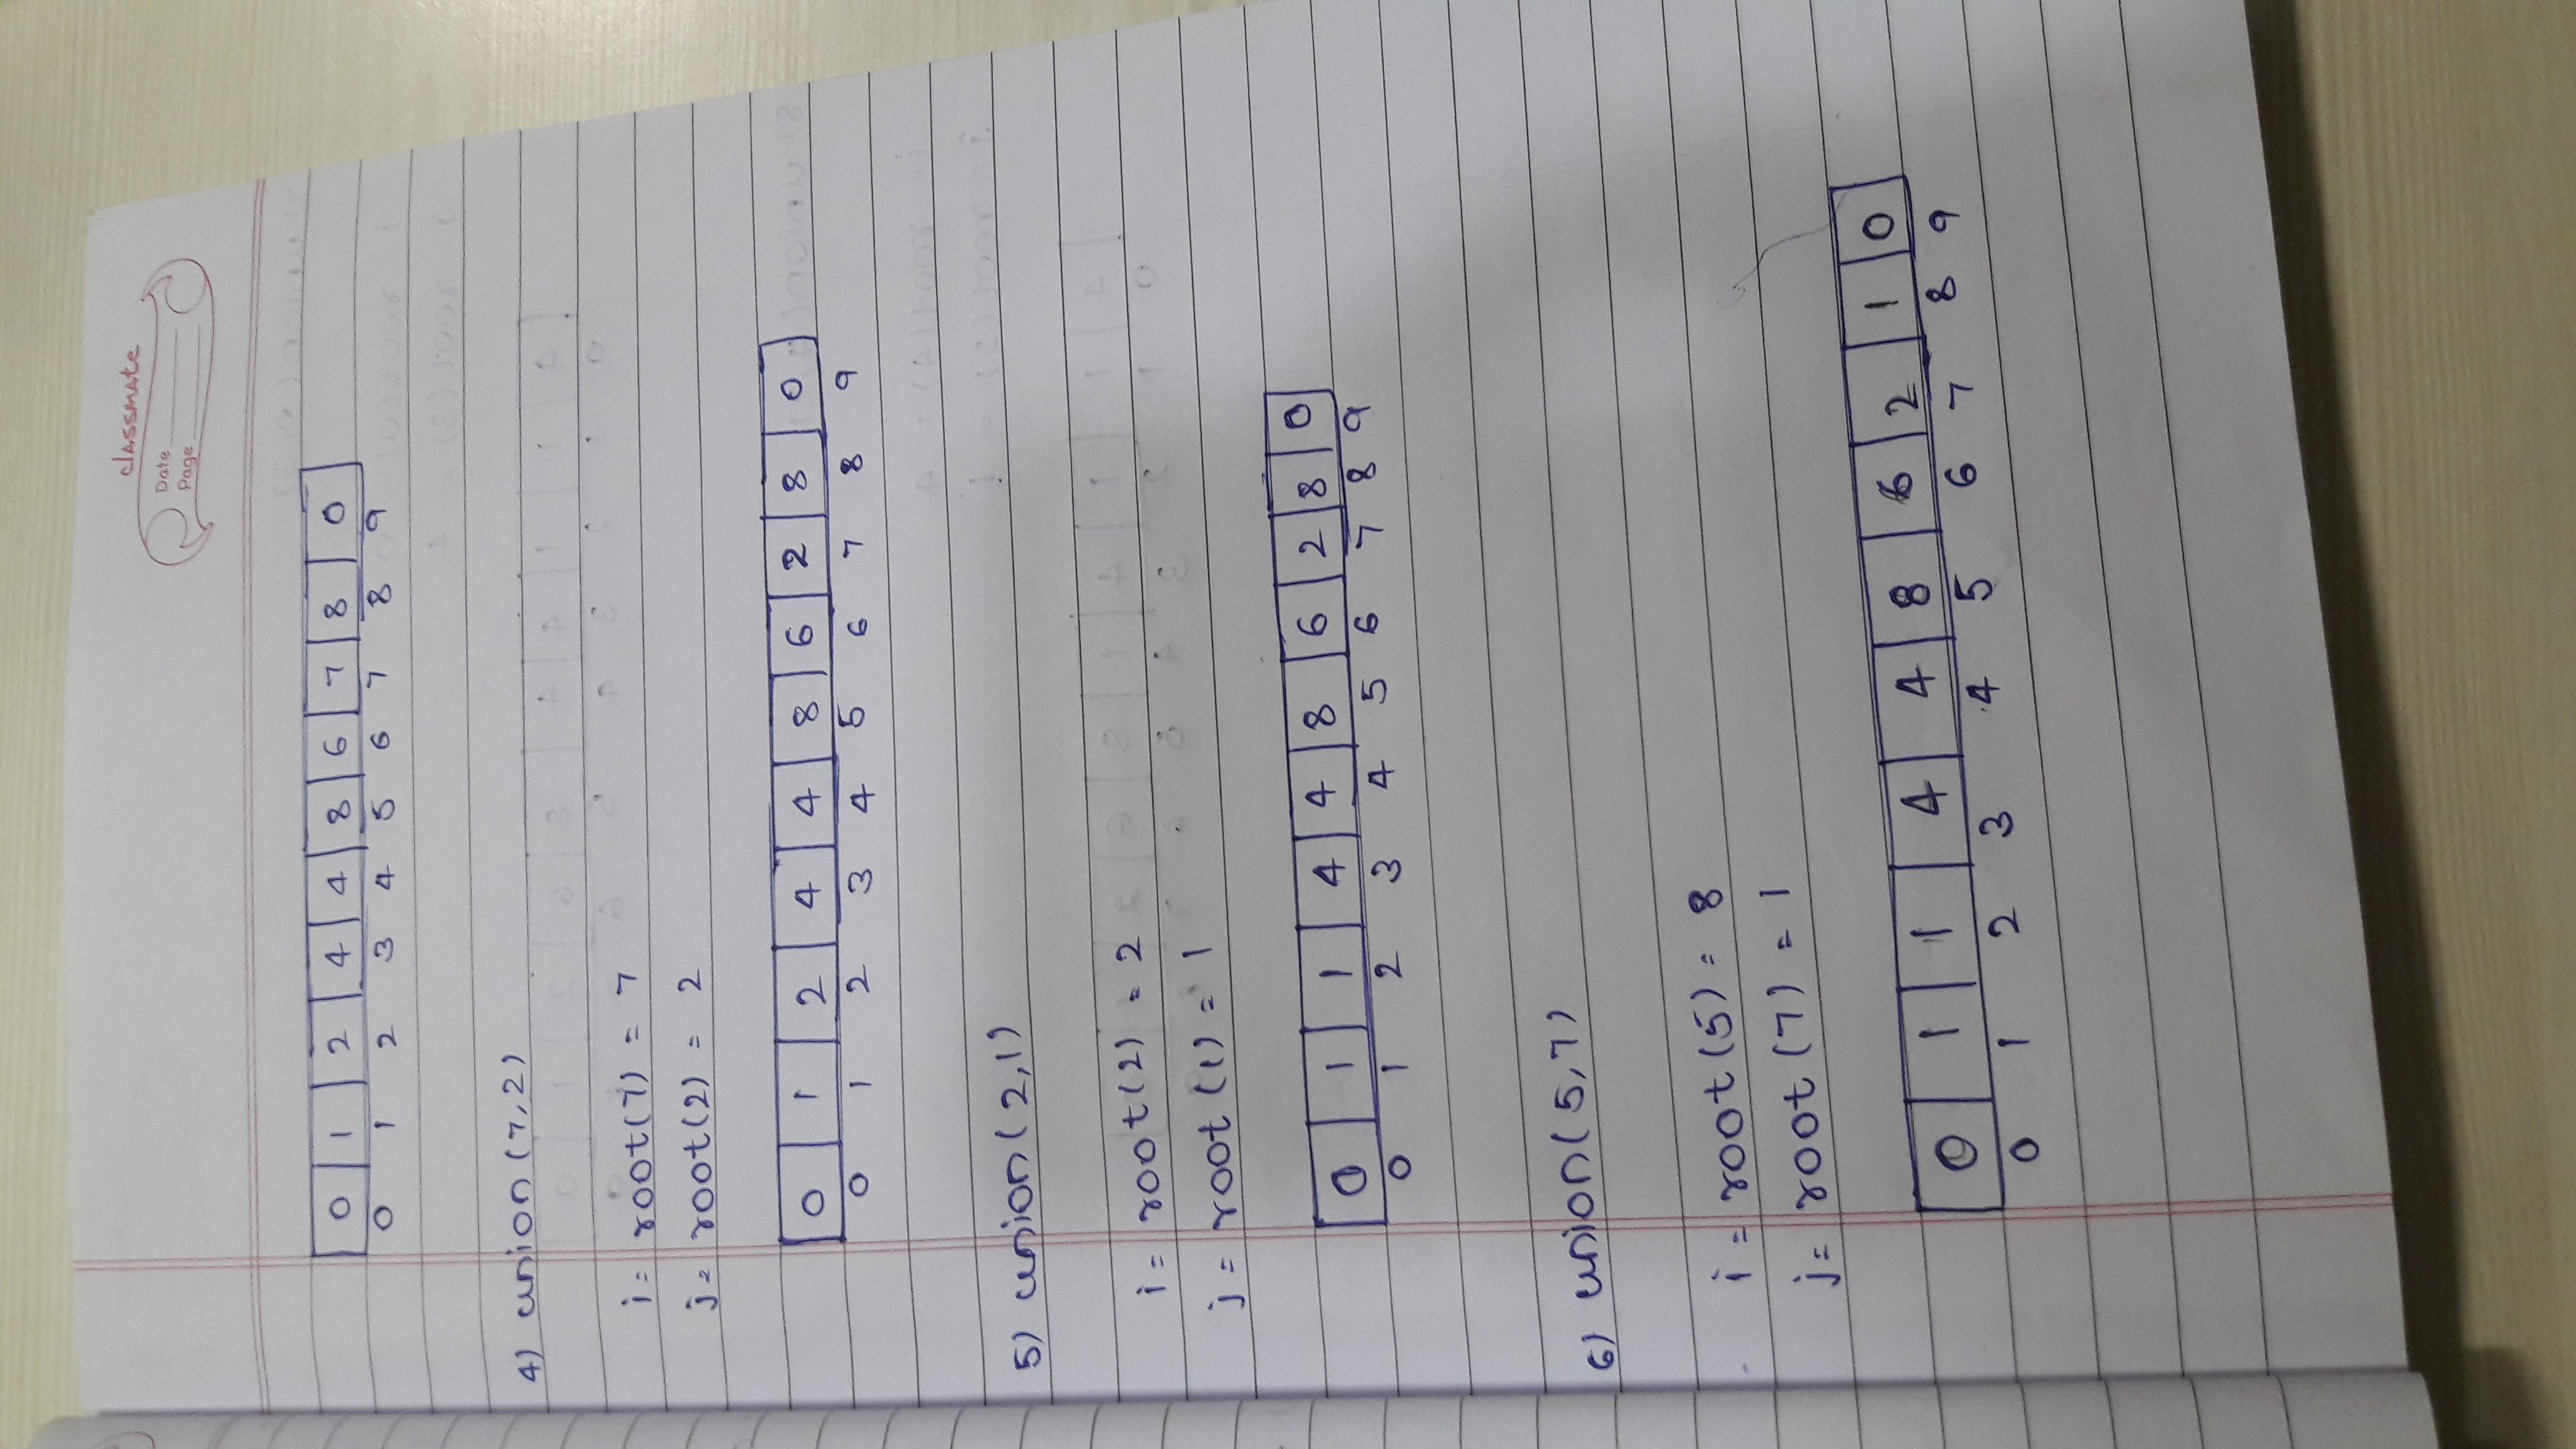 classmate
Date
Page
0 1 2 4 4 8 6 7 8 0
0 1 2 3 4 5 6 7 8 9
4) union (7,2)
i = root(7) = 7
j = root(2) = 2
0 1 2 4 4 8 6 2 8 0
0 1 2 3 4 5 6 7 8 9
5) union (2,1)
i = root(2) = 2
j = root(1) = 1
0 1 1 4 4 8 6 2 8 0
0 1 2 3 4 5 6 7 8 9
6) union (5,7)
i = root(5) = 8
j = root(7) = 1
0 1 1 4 4 8 6 2 1 0
0 1 2 3 4 5 6 7 8 9